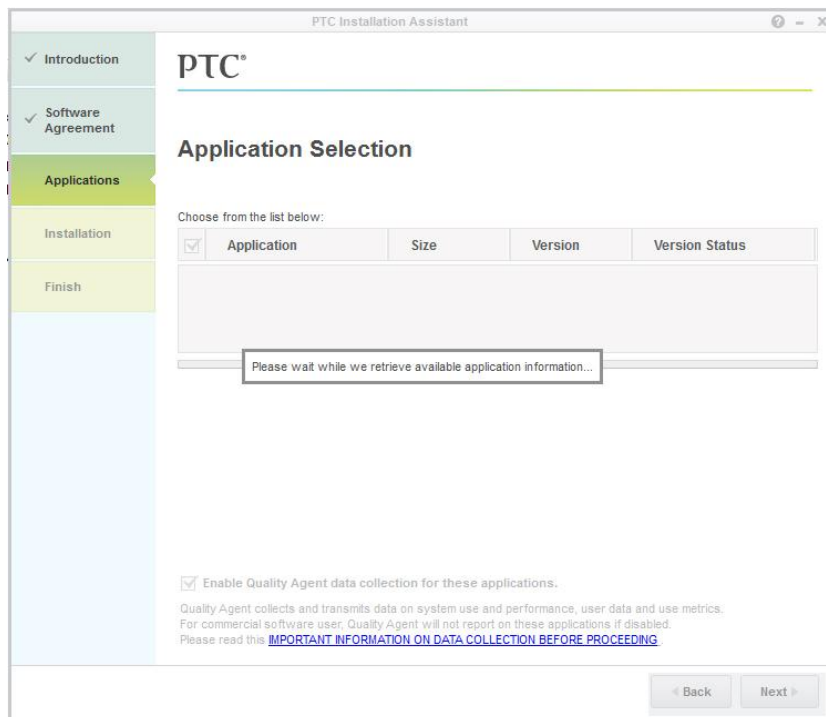 PTC Installation Assistant
Introduction
Software
Agreement
Applications
Installation
Finish
PTC®
Application Selection
Choose from the list below:
Application Size Version Version Status
Please wait while we retrieve available application information...
Enable Quality Agent data collection for these applications.
Quality Agent collects and transmits data on system use and performance, user data and use metrics.
For commercial software user, Quality Agent will not report on these applications if disabled.
Please read this IMPORTANT INFORMATION ON DATA COLLECTION BEFORE PROCEEDING.
Back Next